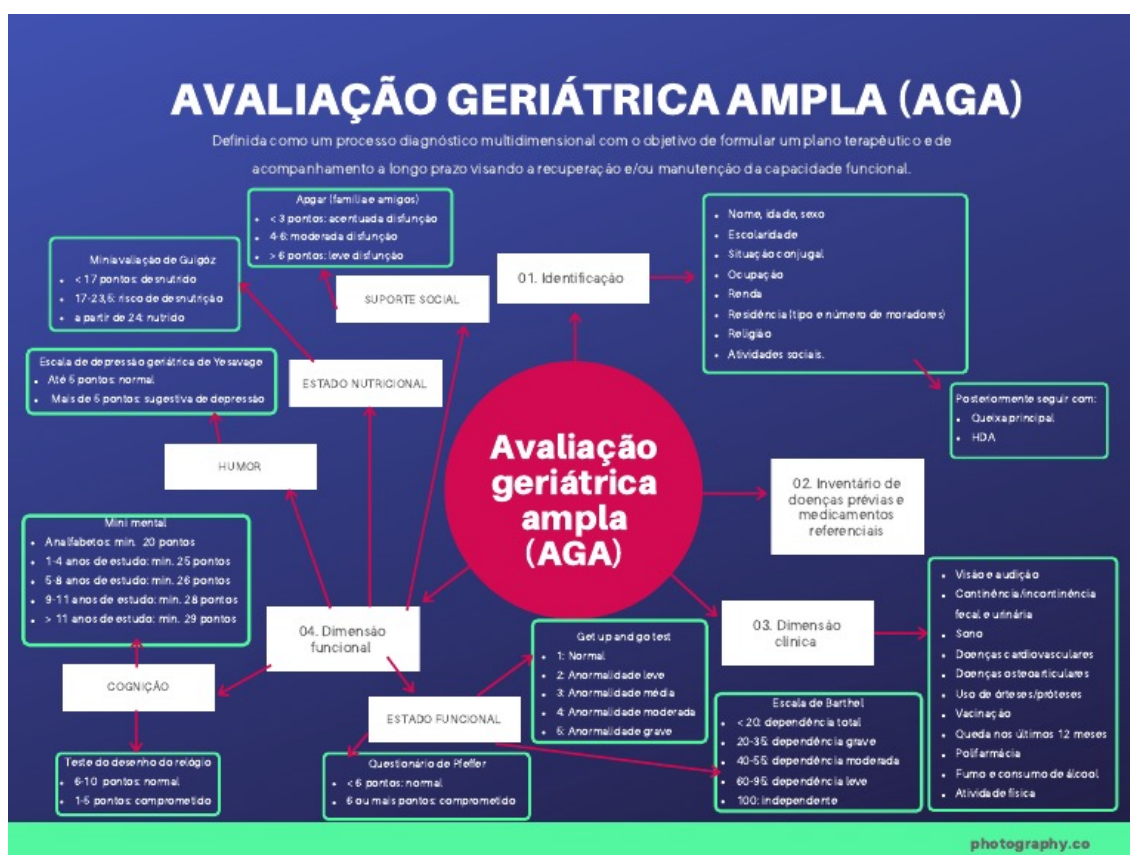 AVALIAÇÃO GERIÁTRICA AMPLA (AGA)
Definida como um processo diagnóstico multidimensional com o objetivo de formular um plano terapêutico e de
acompanhamento a longo prazo visando a recuperação e/ou manutenção da capacidade funcional.
Apgar (família e amigos)
< 3 pontos: acentuada disfunção
4-6: moderada disfunção
> 6 pontos: leve disfunção
SUPORTE SOCIAL
Miniavaliação de Guigóz
< 17 pontos: desnutrido
17-23,5: risco de desnutrição
a partir de 24: nutrido
ESTADO NUTRICIONAL
Escala de depressão geriátrica de Yesavage
Até 5 pontos: normal
Mais de 5 pontos: sugestiva de depressão
HUMOR
Mini mental
Analfabetos: min. 20 pontos
1-4 anos de estudo: min. 25 pontos
5-8 anos de estudo: min. 26 pontos
9-11 anos de estudo: min. 28 pontos
> 11 anos de estudo: min. 29 pontos
COGNIÇÃO
Teste do desenho do relógio
6-10 pontos: normal
1-5 pontos: comprometido
04. Dimensão
funcional
ESTADO FUNCIONAL
Questionário de Pfeffer
< 6 pontos: normal
6 ou mais pontos: comprometido
Get up and go test
1: Normal
2: Anormalidade leve
3: Anormalidade média
4: Anormalidade moderada
5: Anormalidade grave
Escala de Barthel
< 20: dependência total
20-35: dependência grave
40-55: dependência moderada
60-95: dependência leve
100: independente
Avaliação
geriátrica
ampla
(AGA)
01. Identificação
Nome, idade, sexo
Escolaridade
Situação conjugal
Ocupação
Renda
Residência (tipo e número de moradores)
Religião
Atividades sociais.
Posteriormente seguir com:
Queixa principal
HDA
02. Inventário de
doenças prévias e
medicamentos
referenciais
03. Dimensão
clínica
Visão e audição
Continência/incontinência
fecal e urinária
Sono
Doenças cardiovasculares
Doenças osteoarticulares
Uso de órteses/próteses
Vacinação
Queda nos últimos 12 meses
Polifarmácia
Fumo e consumo de álcool
Atividade física
photography.co